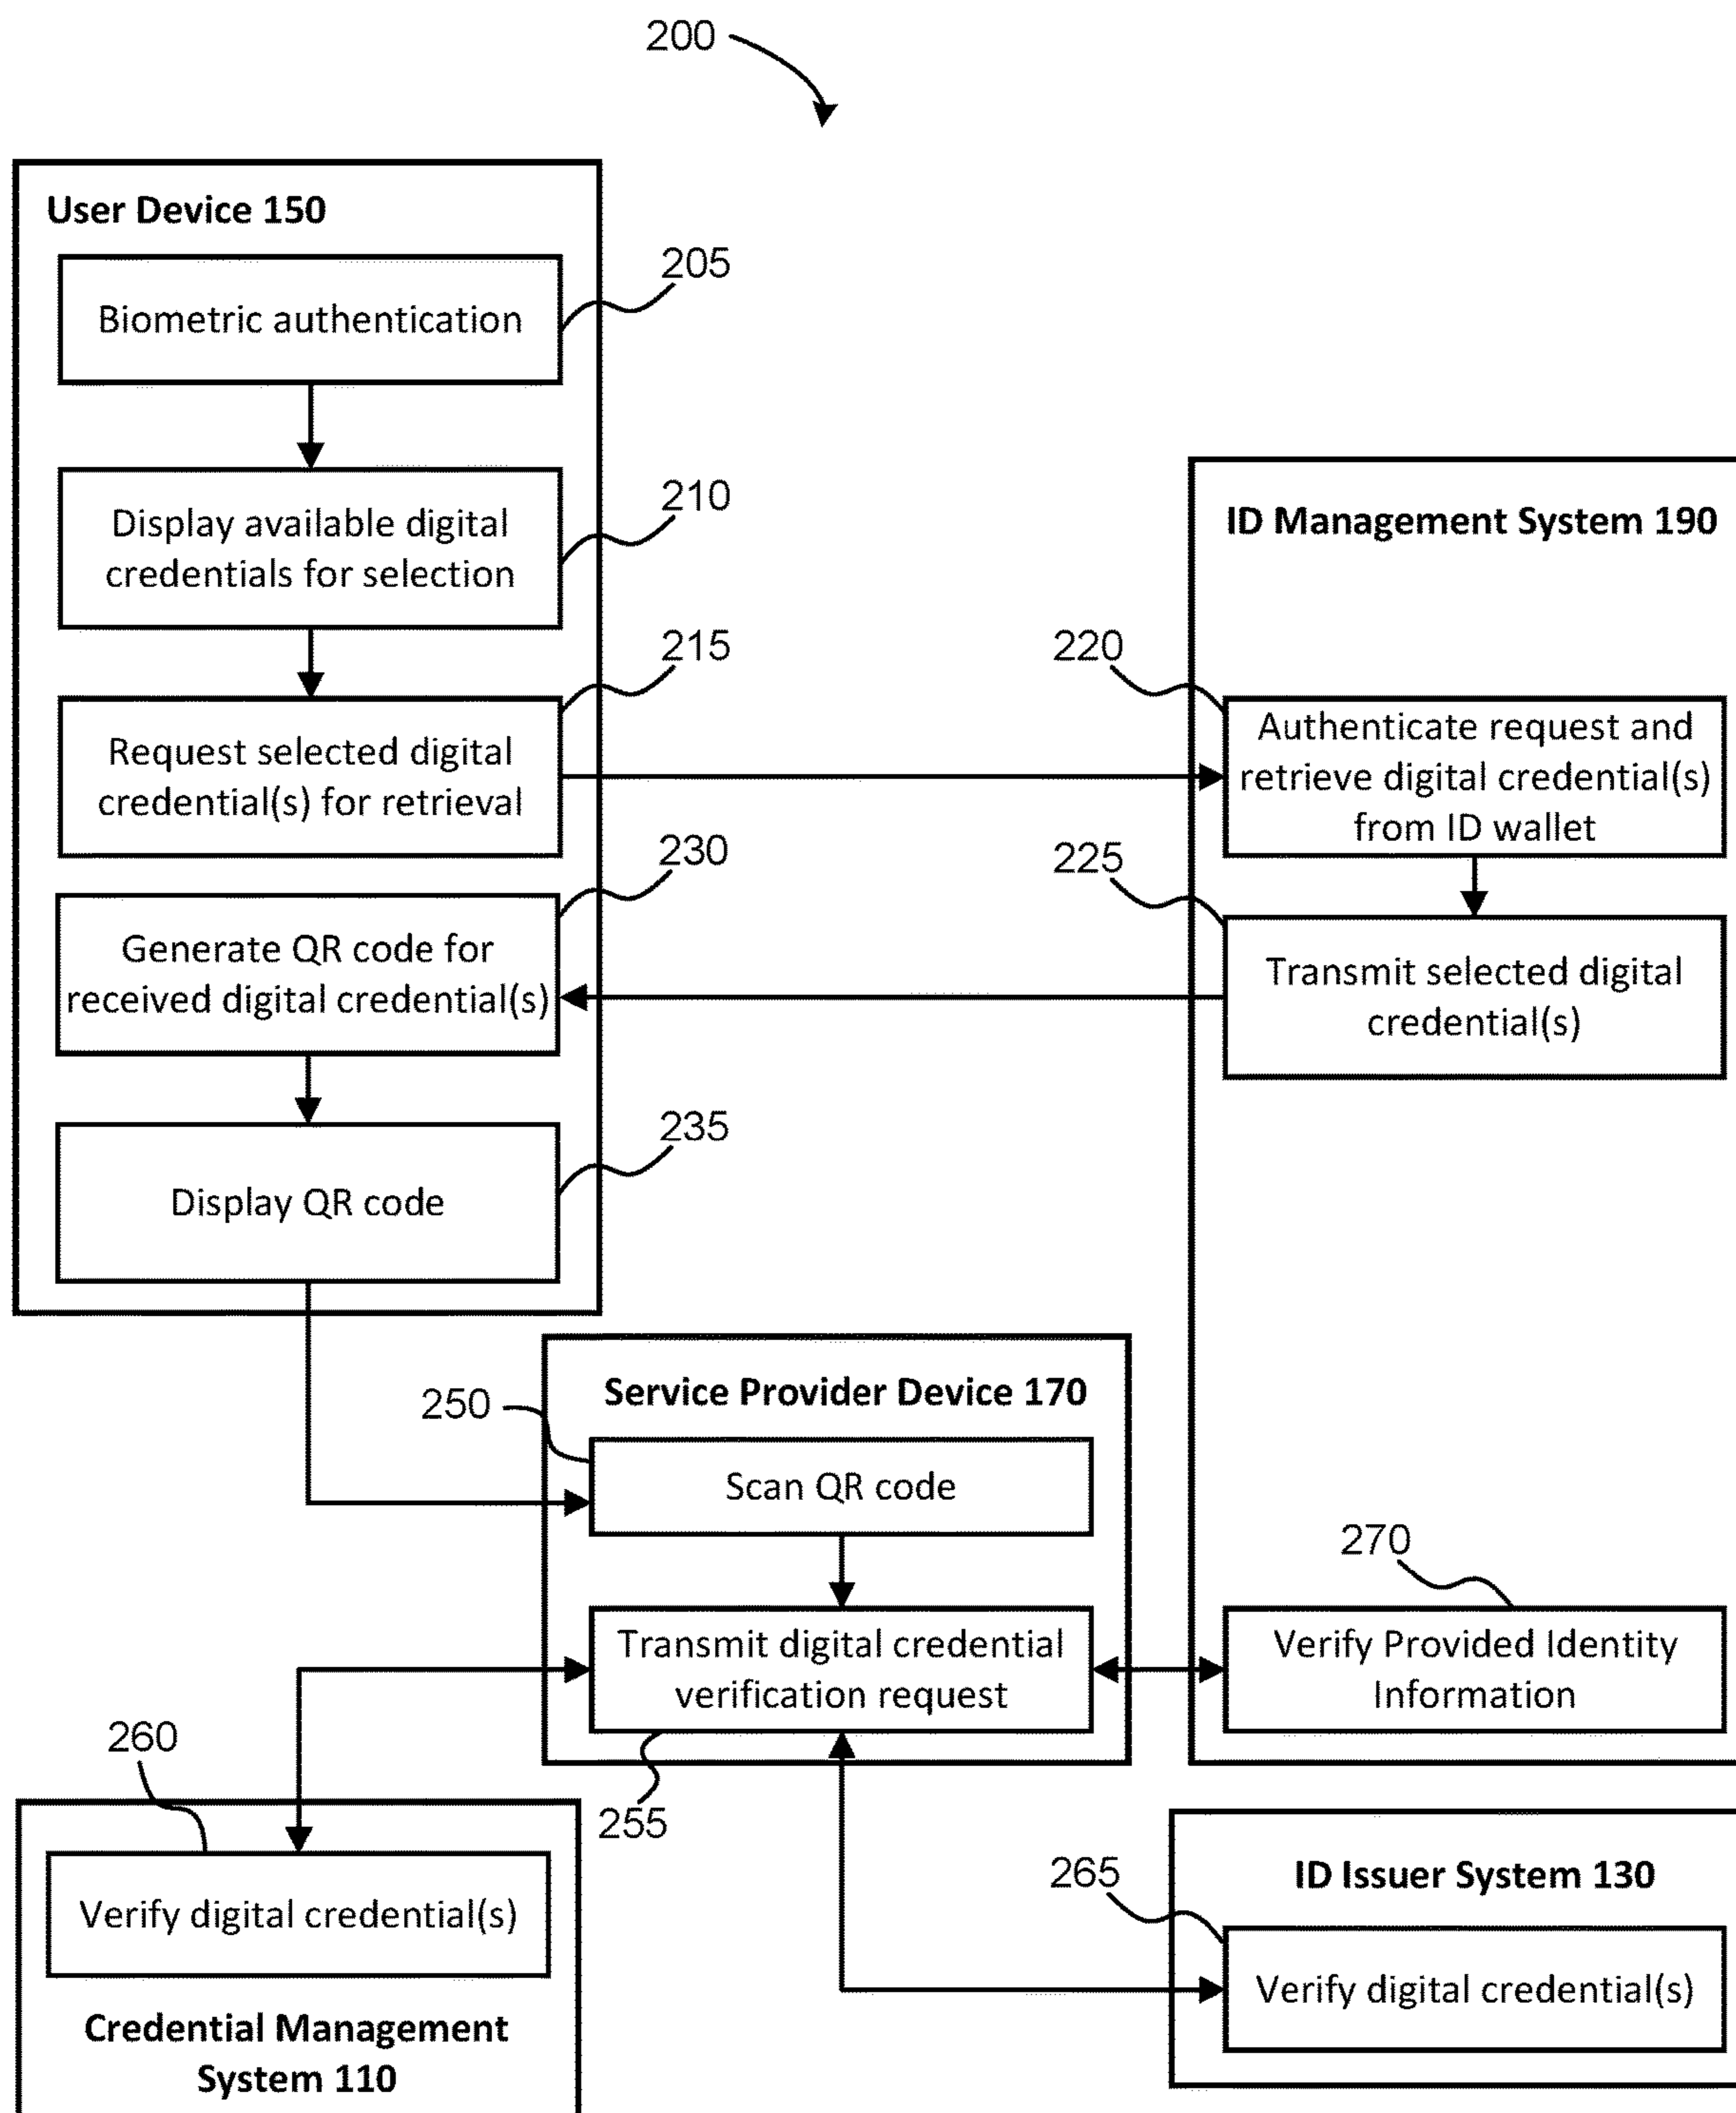 200
User Device 150
205
Biometric authentication
210
Display available digital
credentials for selection
ID Management System 190
215
Request selected digital
credential(s) for retrieval
220
Authenticate request and
retrieve digital credential(s)
from ID wallet
230
Generate QR code for
received digital credential(s)
225
Transmit selected digital
credential(s)
235
Display QR code
Service Provider Device 170
250
Scan QR code
270
Transmit digital credential
verification request
255
Verify Provided Identity
Information
260
Verify digital credential(s)
Credential Management
System 110
ID Issuer System 130
265
Verify digital credential(s)